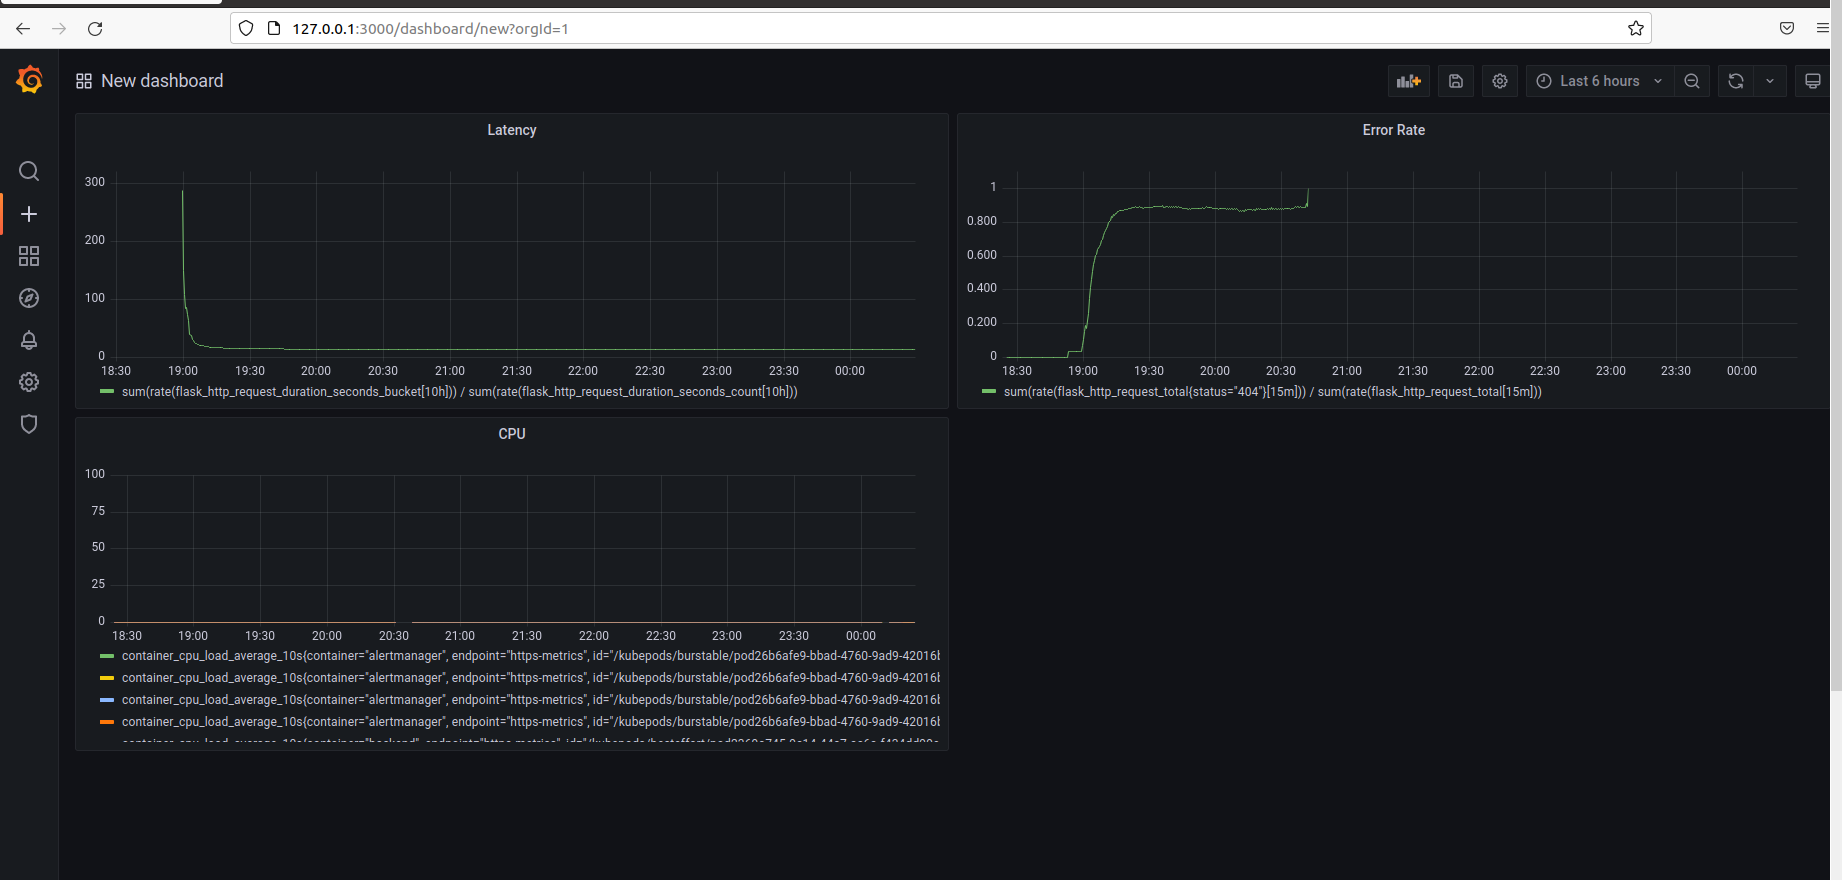 127.0.0.1:3000/dashboard/new?orgId=1
New dashboard
Last 6 hours
Latency
300
200
100
0
18:30 19:00 19:30 20:00 20:30 21:00 21:30 22:00 22:30 23:00 23:30 00:00
sum(rate(flask_http_request_duration_seconds_bucket[10h])) / sum(rate(flask_http_request_duration_seconds_count[10h]))
Error Rate
1
0.800
0.600
0.400
0.200
0
18:30 19:00 19:30 20:00 20:30 21:00 21:30 22:00 22:30 23:00 23:30 00:00
sum(rate(flask_http_request_total{status="404"}[15m])) / sum(rate(flask_http_request_total[15m]))
CPU
100
75
50
25
0
18:30 19:00 19:30 20:00 20:30 21:00 21:30 22:00 22:30 23:00 23:30 00:00
container_cpu_load_average_10s{container="alertmanager", endpoint="https-metrics", id="/kubepods/burstable/pod26b6afe9-bbad-4760-9ad9-42016b
container_cpu_load_average_10s{container="alertmanager", endpoint="https-metrics", id="/kubepods/burstable/pod26b6afe9-bbad-4760-9ad9-42016b
container_cpu_load_average_10s{container="alertmanager", endpoint="https-metrics", id="/kubepods/burstable/pod26b6afe9-bbad-4760-9ad9-42016b
container_cpu_load_average_10s{container="alertmanager", endpoint="https-metrics", id="/kubepods/burstable/pod26b6afe9-bbad-4760-9ad9-42016b